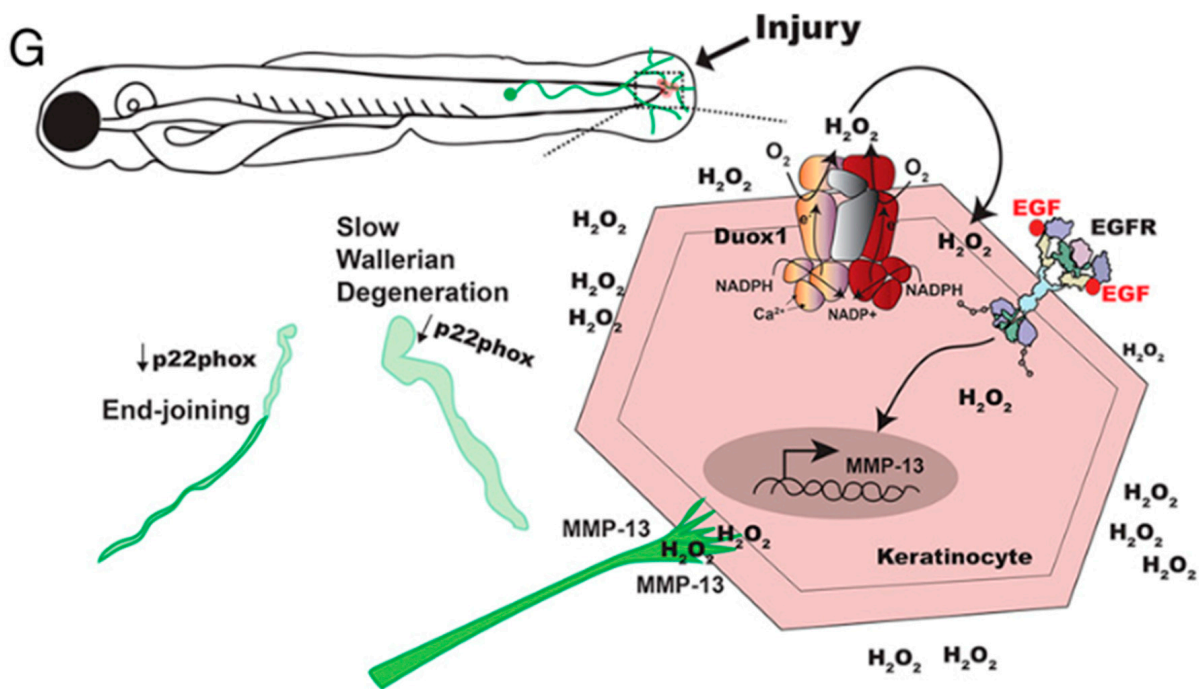 G
Injury
H₂O₂
O₂
O₂
H₂O₂
EGF
EGFR
H₂O₂
Duox1
e⁻
e⁻
H₂O₂
EGF
Slow
Wallerian
Degeneration
↓ p22phox
H₂O₂
NADPH
NADPH
Ca²⁺
NADP+
H₂O₂
H₂O₂
↓ p22phox
End-joining
H₂O₂
MMP-13
H₂O₂
MMP-13
H₂O₂
H₂O₂
MMP-13
H₂O₂
Keratinocyte
H₂O₂
H₂O₂
H₂O₂